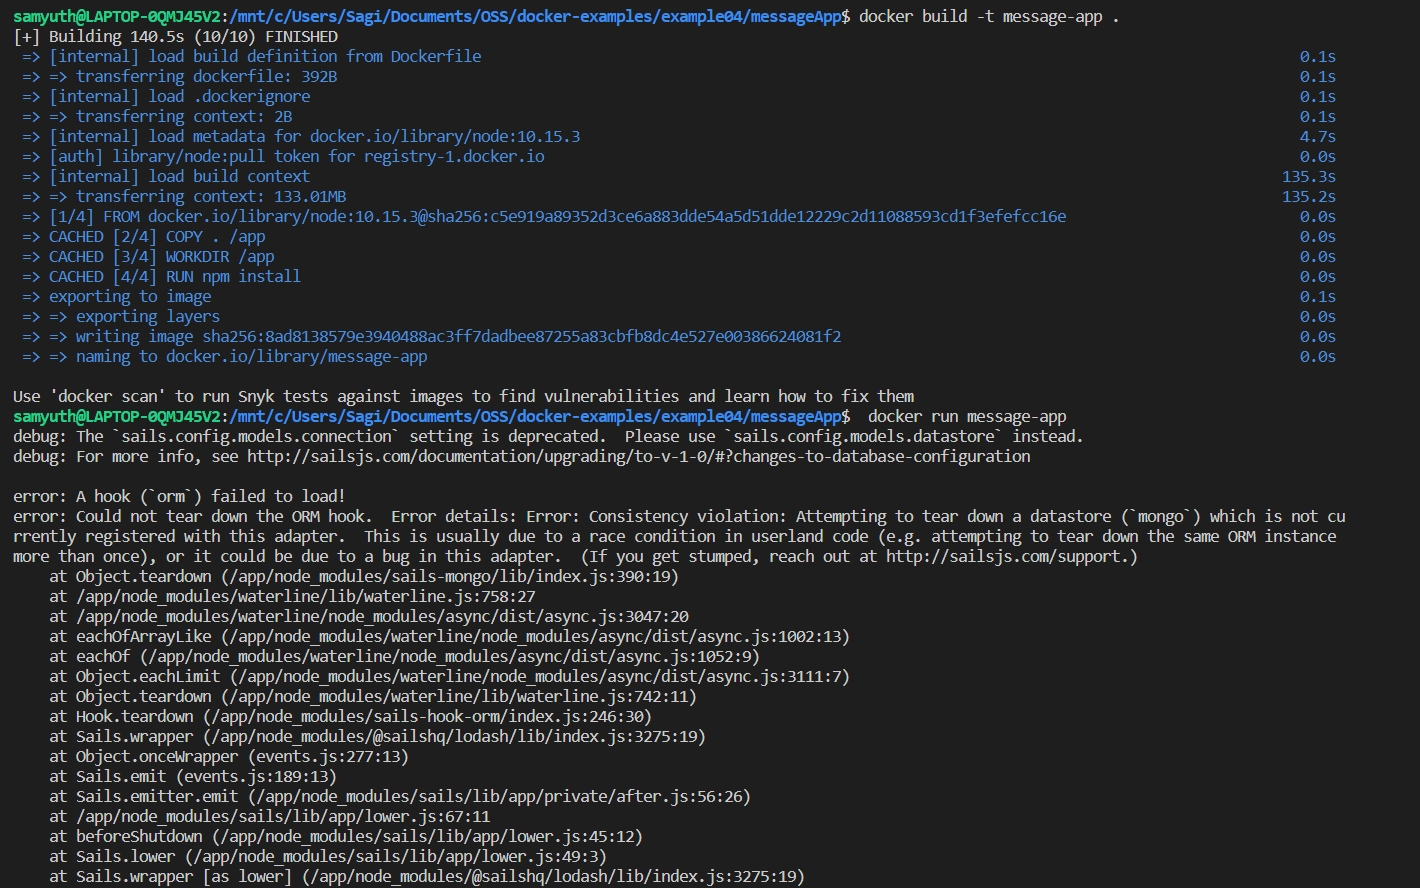 samyuth@LAPTOP-0QMJ45V2:/mnt/c/Users/Sagi/Documents/OSS/docker-examples/example04/messageApp$ docker build -t message-app .
[+] Building 140.5s (10/10) FINISHED
=> [internal] load build definition from Dockerfile 0.1s
=> => transferring dockerfile: 392B 0.1s
=> [internal] load .dockerignore 0.1s
=> => transferring context: 2B 0.1s
=> [internal] load metadata for docker.io/library/node:10.15.3 4.7s
=> [auth] library/node:pull token for registry-1.docker.io 0.0s
=> [internal] load build context 135.3s
=> => transferring context: 133.01MB 135.2s
=> [1/4] FROM docker.io/library/node:10.15.3@sha256:c5e919a89352d3ce6a883dde54a5d51dde12229c2d11088593cd1f3efefcc16e 0.0s
=> CACHED [2/4] COPY . /app 0.0s
=> CACHED [3/4] WORKDIR /app 0.0s
=> CACHED [4/4] RUN npm install 0.0s
=> exporting to image 0.1s
=> => exporting layers 0.0s
=> => writing image sha256:8ad8138579e3940488ac3ff7dadbee87255a83cbfb8dc4e527e00386624081f2 0.0s
=> => naming to docker.io/library/message-app 0.0s
Use 'docker scan' to run Snyk tests against images to find vulnerabilities and learn how to fix them
samyuth@LAPTOP-0QMJ45V2:/mnt/c/Users/Sagi/Documents/OSS/docker-examples/example04/messageApp$  docker run message-app
debug: The `sails.config.models.connection` setting is deprecated.  Please use `sails.config.models.datastore` instead.
debug: For more info, see http://sailsjs.com/documentation/upgrading/to-v-1-0/#?changes-to-database-configuration
error: A hook (`orm`) failed to load!
error: Could not tear down the ORM hook.  Error details: Error: Consistency violation: Attempting to tear down a datastore (`mongo`) which is not cu
rrently registered with this adapter.  This is usually due to a race condition in userland code (e.g. attempting to tear down the same ORM instance
more than once), or it could be due to a bug in this adapter.  (If you get stumped, reach out at http://sailsjs.com/support.)
at Object.teardown (/app/node_modules/sails-mongo/lib/index.js:390:19)
at /app/node_modules/waterline/lib/waterline.js:758:27
at /app/node_modules/waterline/node_modules/async/dist/async.js:3047:20
at eachOfArrayLike (/app/node_modules/waterline/node_modules/async/dist/async.js:1002:13)
at eachOf (/app/node_modules/waterline/node_modules/async/dist/async.js:1052:9)
at Object.eachLimit (/app/node_modules/waterline/node_modules/async/dist/async.js:3111:7)
at Object.teardown (/app/node_modules/waterline/lib/waterline.js:742:11)
at Hook.teardown (/app/node_modules/sails-hook-orm/index.js:246:30)
at Sails.wrapper (/app/node_modules/@sailshq/lodash/lib/index.js:3275:19)
at Object.onceWrapper (events.js:277:13)
at Sails.emit (events.js:189:13)
at Sails.emitter.emit (/app/node_modules/sails/lib/app/private/after.js:56:26)
at /app/node_modules/sails/lib/app/lower.js:67:11
at beforeShutdown (/app/node_modules/sails/lib/app/lower.js:45:12)
at Sails.lower (/app/node_modules/sails/lib/app/lower.js:49:3)
at Sails.wrapper [as lower] (/app/node_modules/@sailshq/lodash/lib/index.js:3275:19)